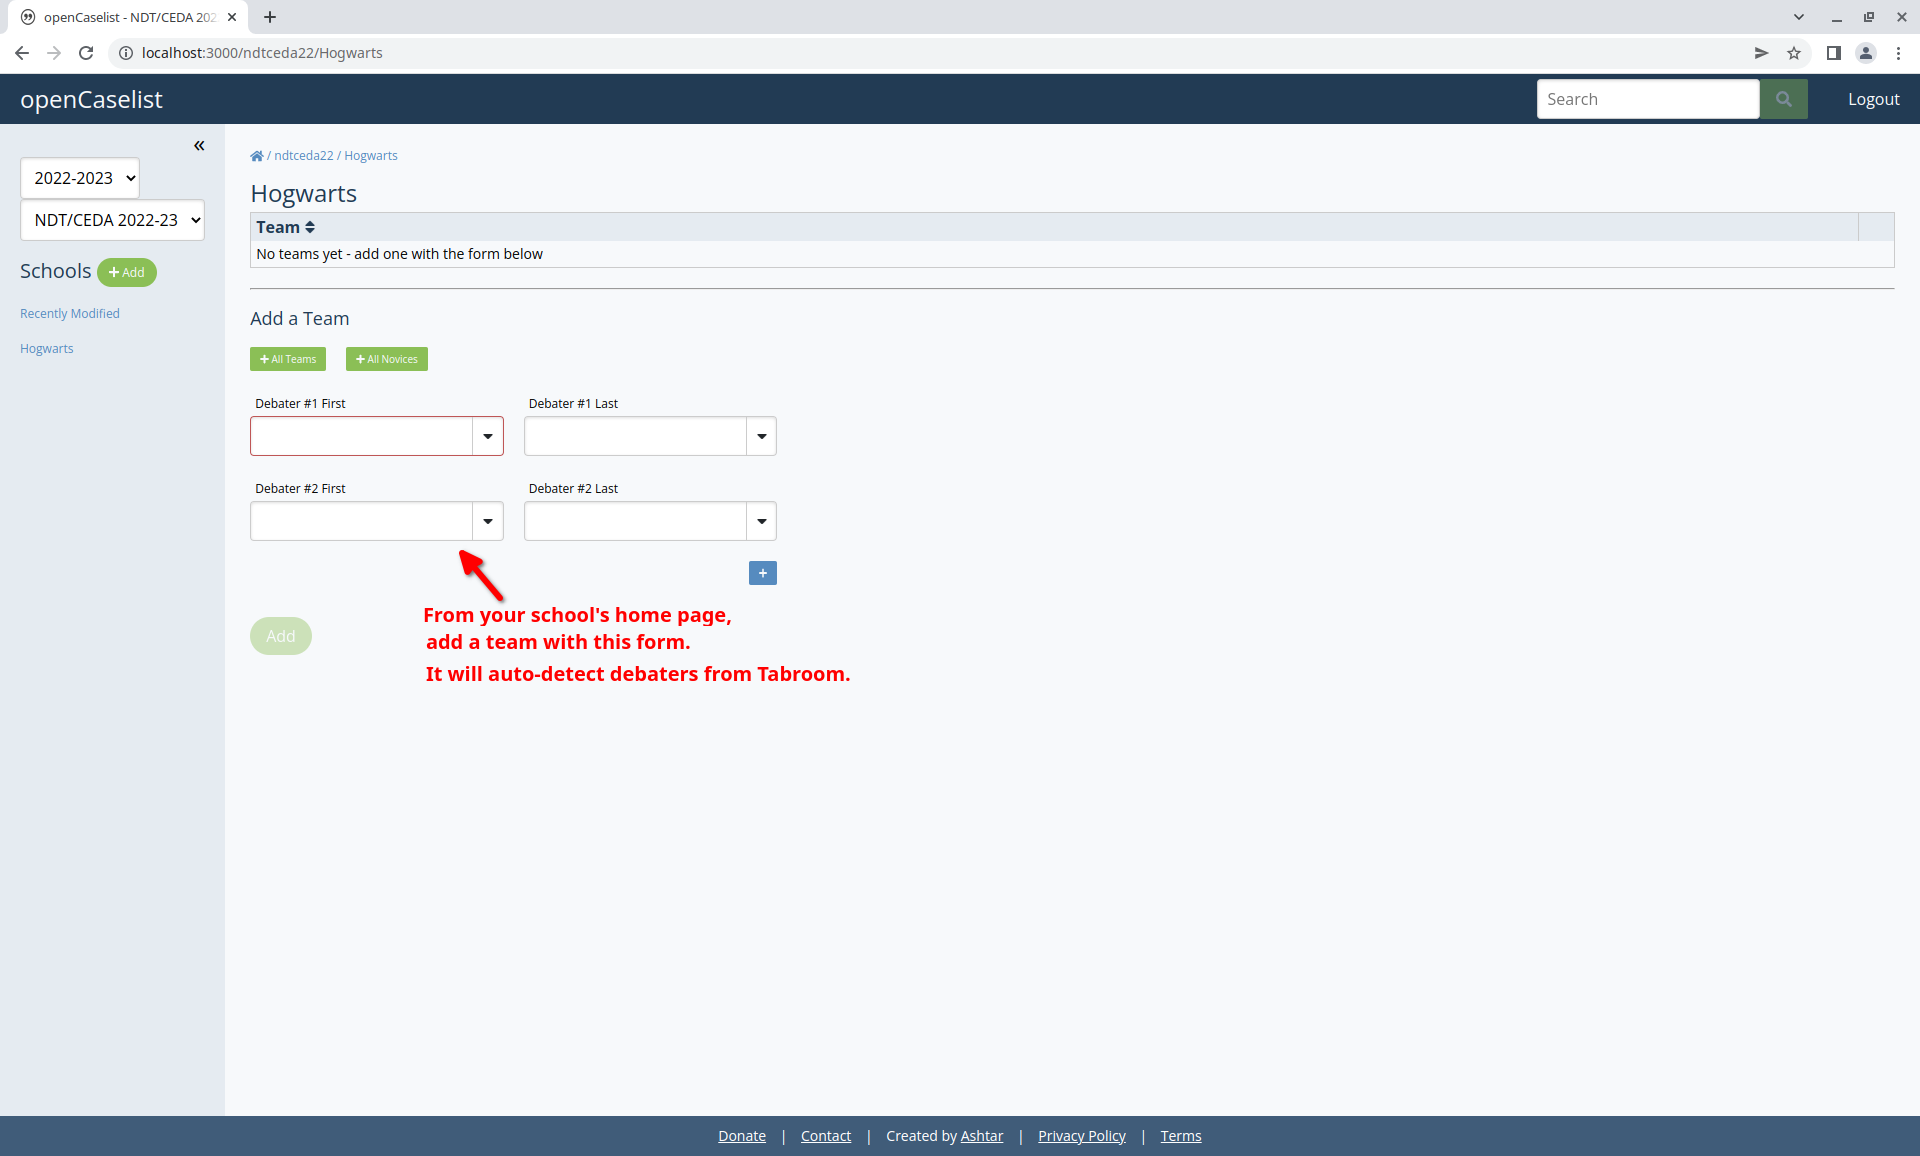 openCaselist - NDT/CEDA 202
localhost:3000/ndtceda22/Hogwarts
openCaselist
Search
Logout
«
2022-2023
NDT/CEDA 2022-23
Schools
+ Add
Recently Modified
Hogwarts
/ ndtceda22 / Hogwarts
Hogwarts
Team
No teams yet - add one with the form below
Add a Team
+ All Teams
+ All Novices
Debater #1 First
Debater #1 Last
Debater #2 First
Debater #2 Last
+
Add
From your school's home page,
add a team with this form.
It will auto-detect debaters from Tabroom.
Donate | Contact | Created by Ashtar | Privacy Policy | Terms